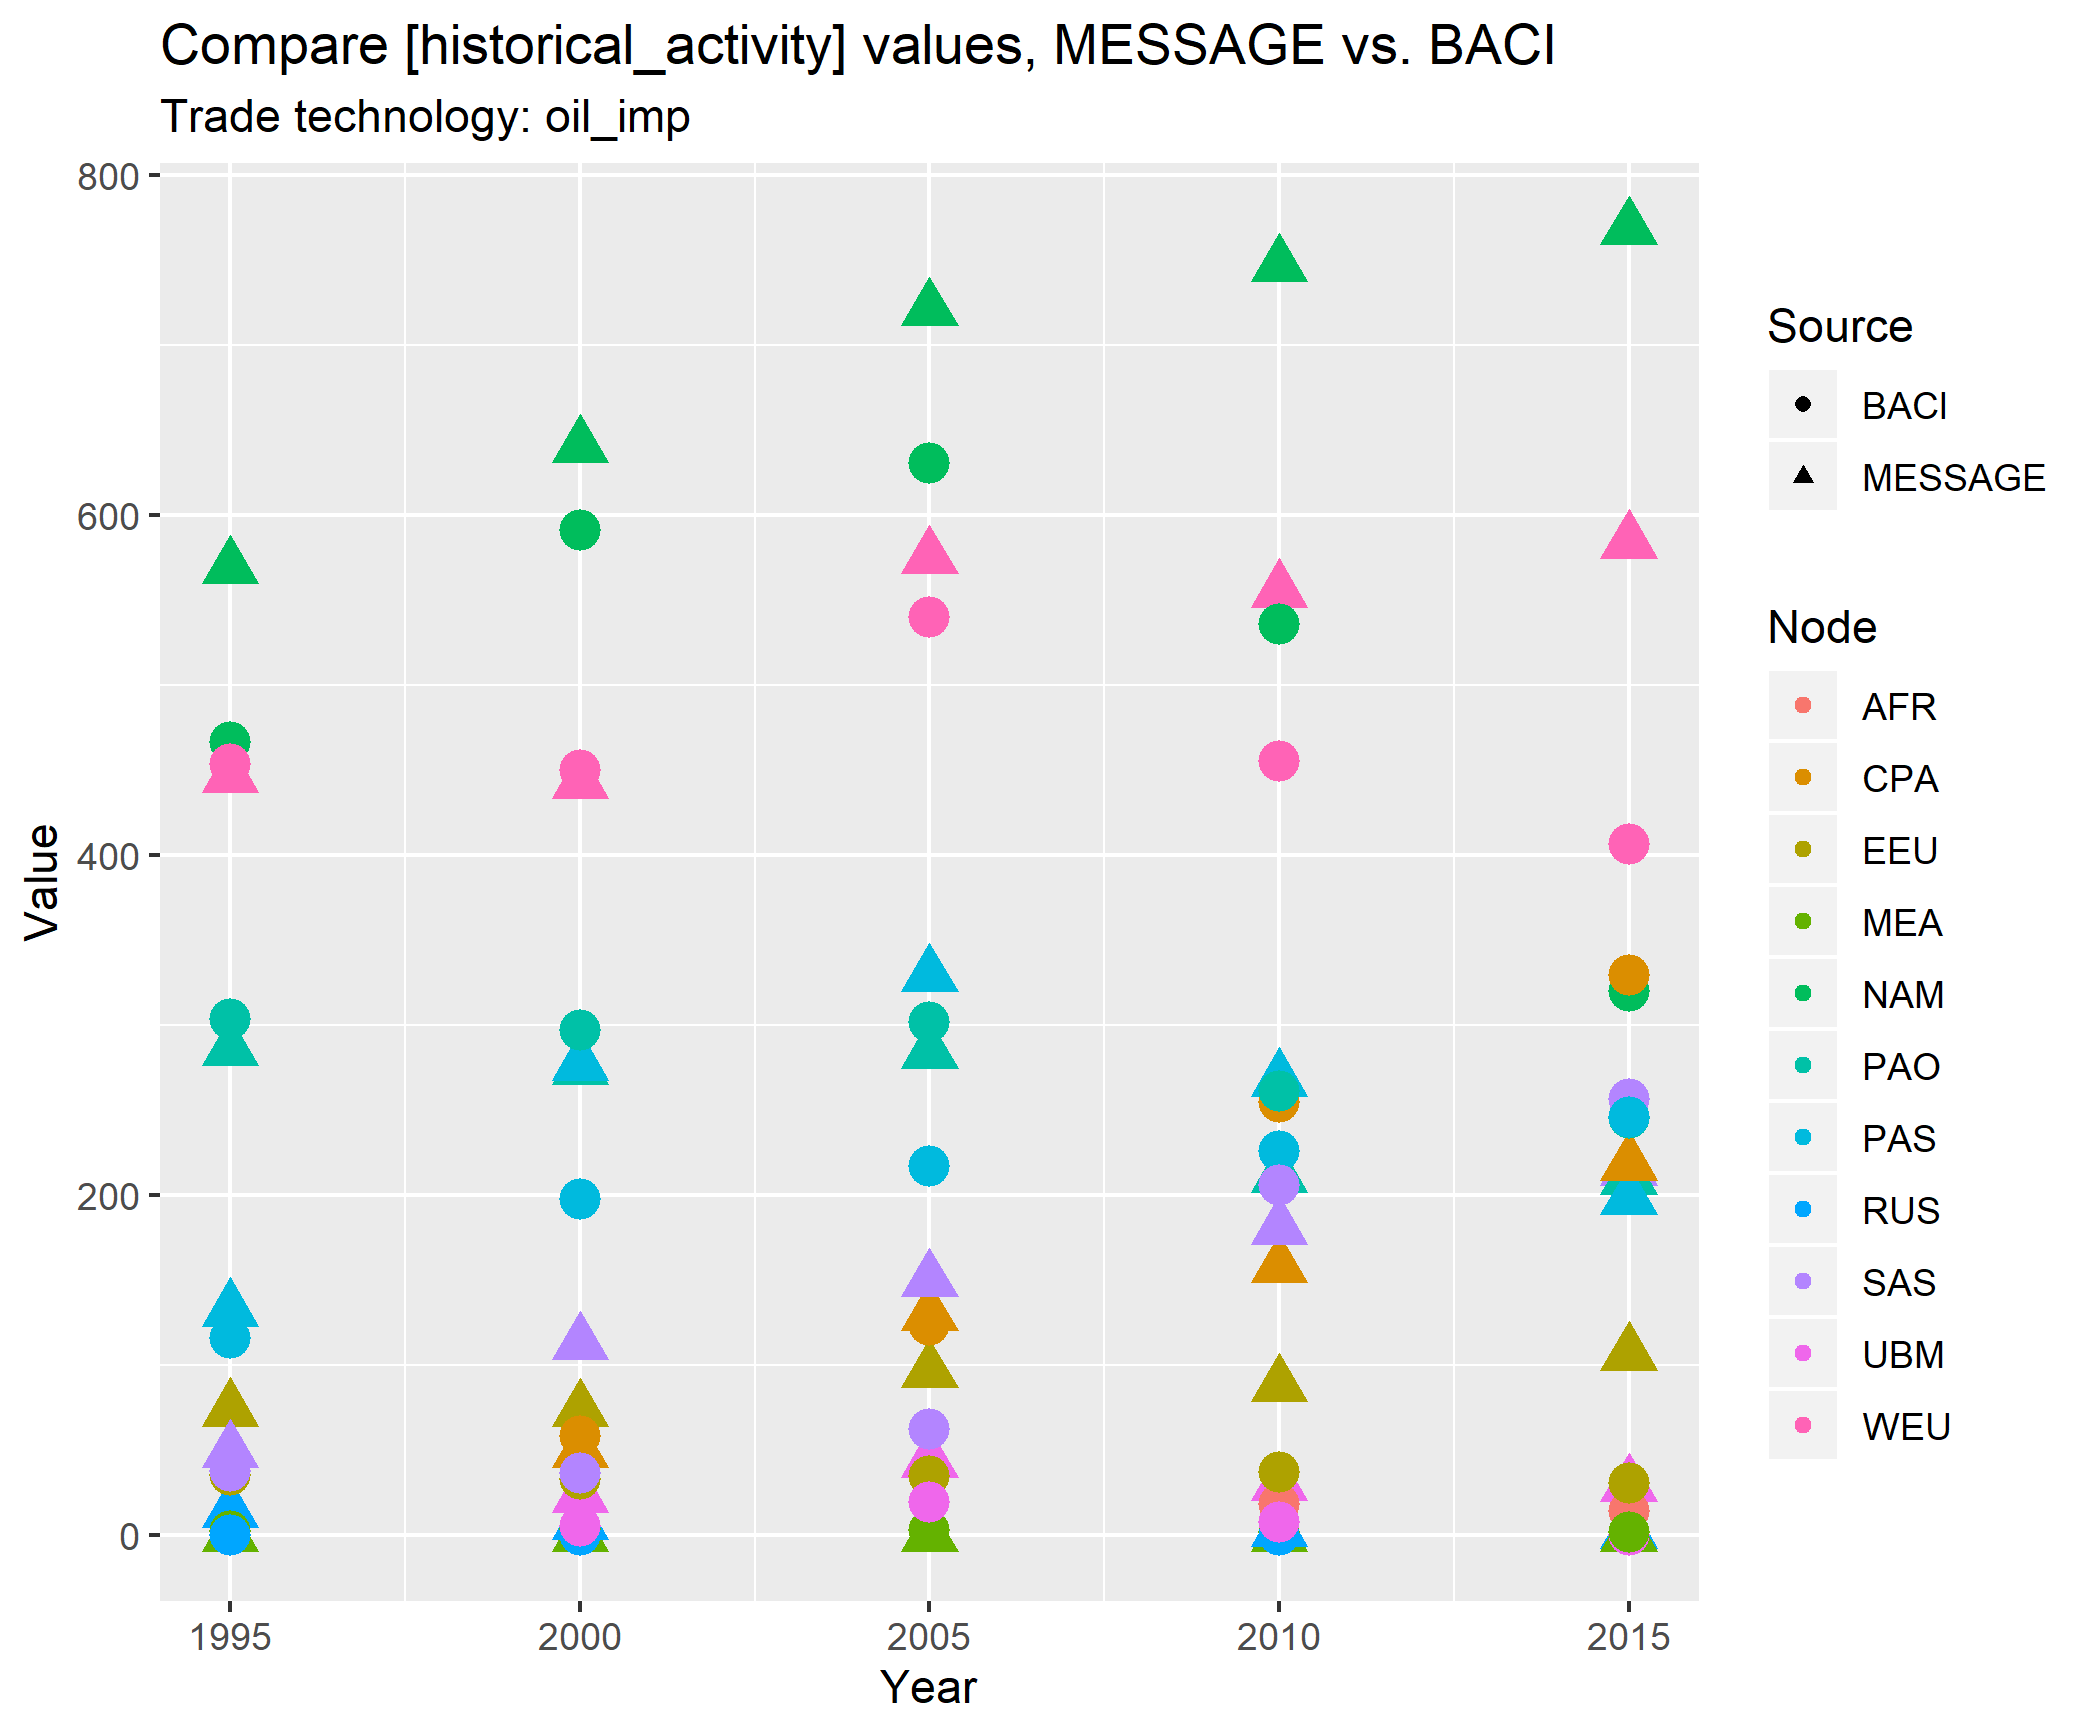 Compare [historical_activity] values, MESSAGE vs. BACI
Trade technology: oil_imp
800
600
400
200
0
Value
1995 2000 2005 2010 2015
Year
Source
BACI
MESSAGE
Node
AFR
CPA
EEU
MEA
NAM
PAO
PAS
RUS
SAS
UBM
WEU